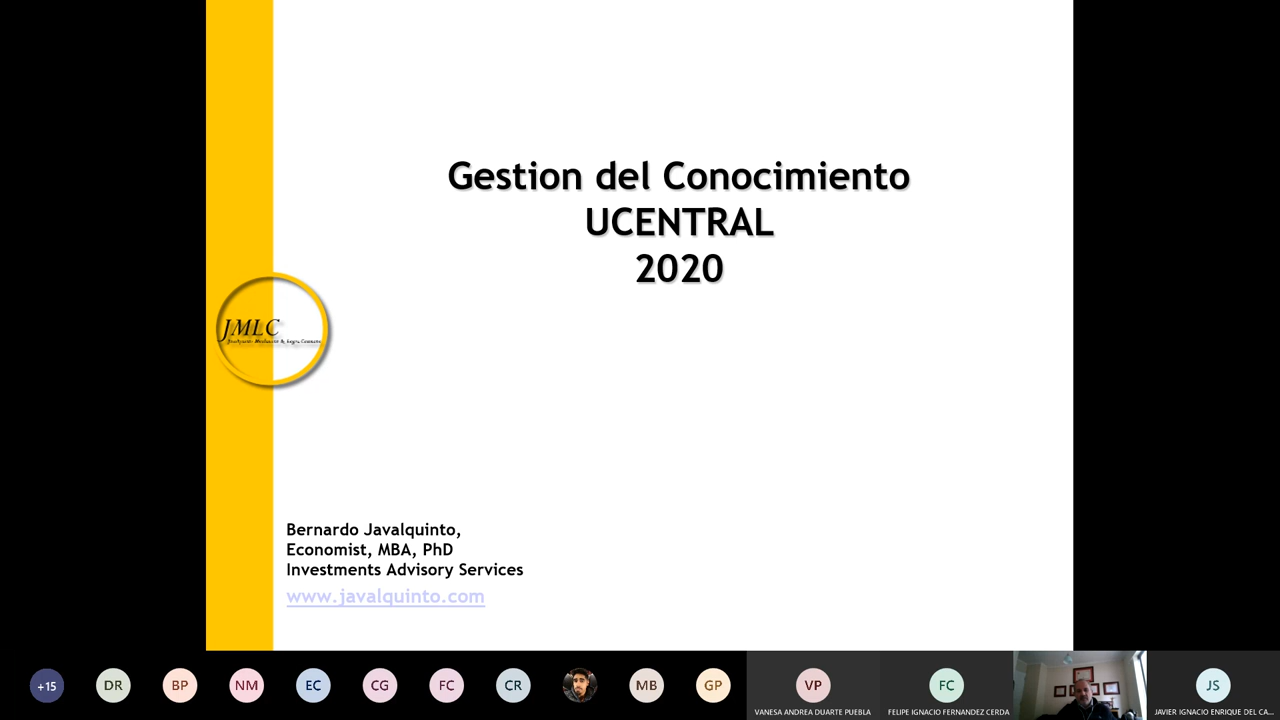 Gestion del Conocimiento
UCENTRAL
2020
JMLC
Bernardo Javalquinto,
Economist, MBA, PhD
Investments Advisory Services
www.javalquinto.com
+15
DR
BP
NM
EC
CG
FC
CR
MB
GP
VP
FC
JS
VANESA ANDREA DUARTE PUEBLA
FELIPE IGNACIO FERNANDEZ CERDA
JAVIER IGNACIO ENRIQUE DEL CA...